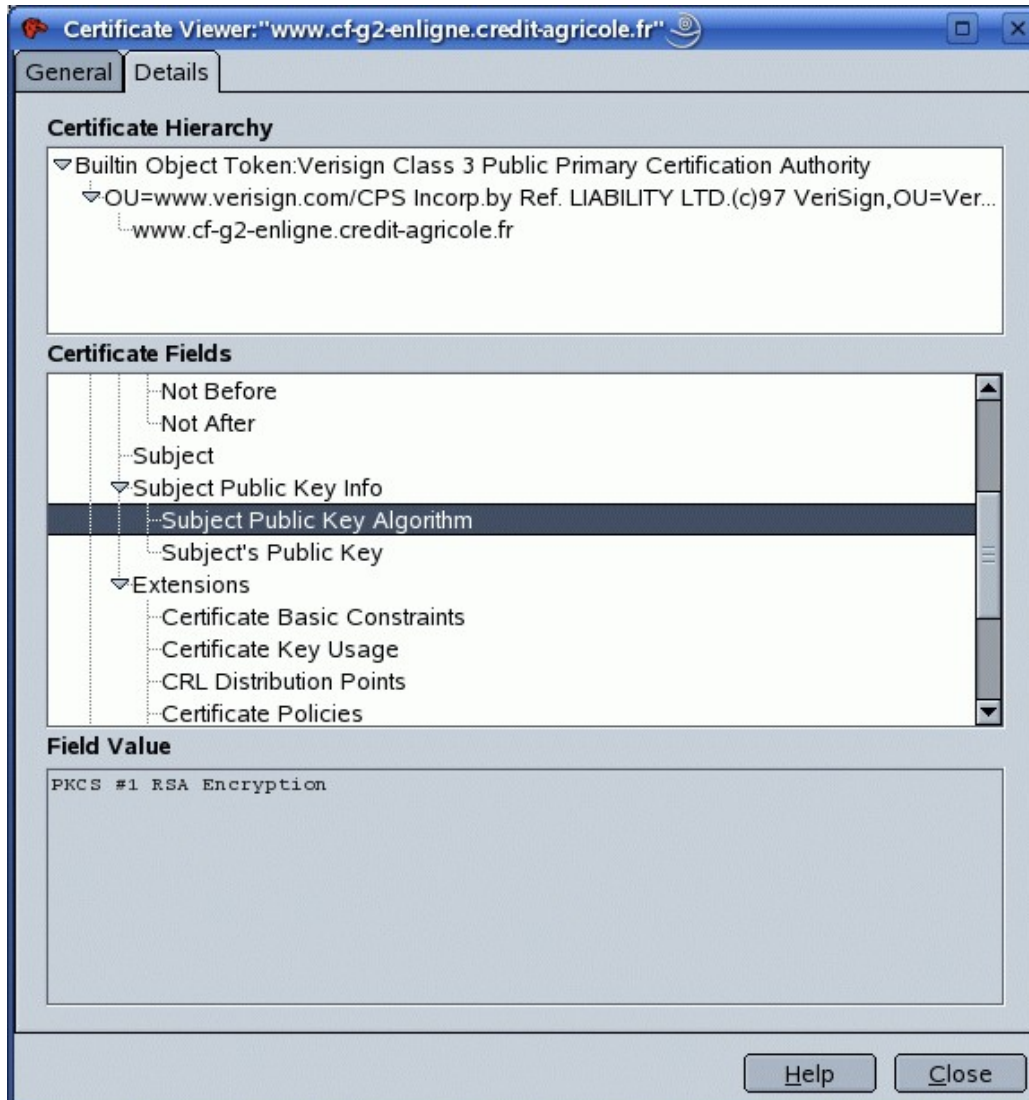 Certificate Viewer:"www.cf-g2-enligne.credit-agricole.fr"
General Details
Certificate Hierarchy
Builtin Object Token:Verisign Class 3 Public Primary Certification Authority
OU=www.verisign.com/CPS Incorp.by Ref. LIABILITY LTD.(c)97 VeriSign,OU=Ver...
www.cf-g2-enligne.credit-agricole.fr
Certificate Fields
Not Before
Not After
Subject
Subject Public Key Info
Subject Public Key Algorithm
Subject's Public Key
Extensions
Certificate Basic Constraints
Certificate Key Usage
CRL Distribution Points
Certificate Policies
Field Value
PKCS #1 RSA Encryption
Help Close